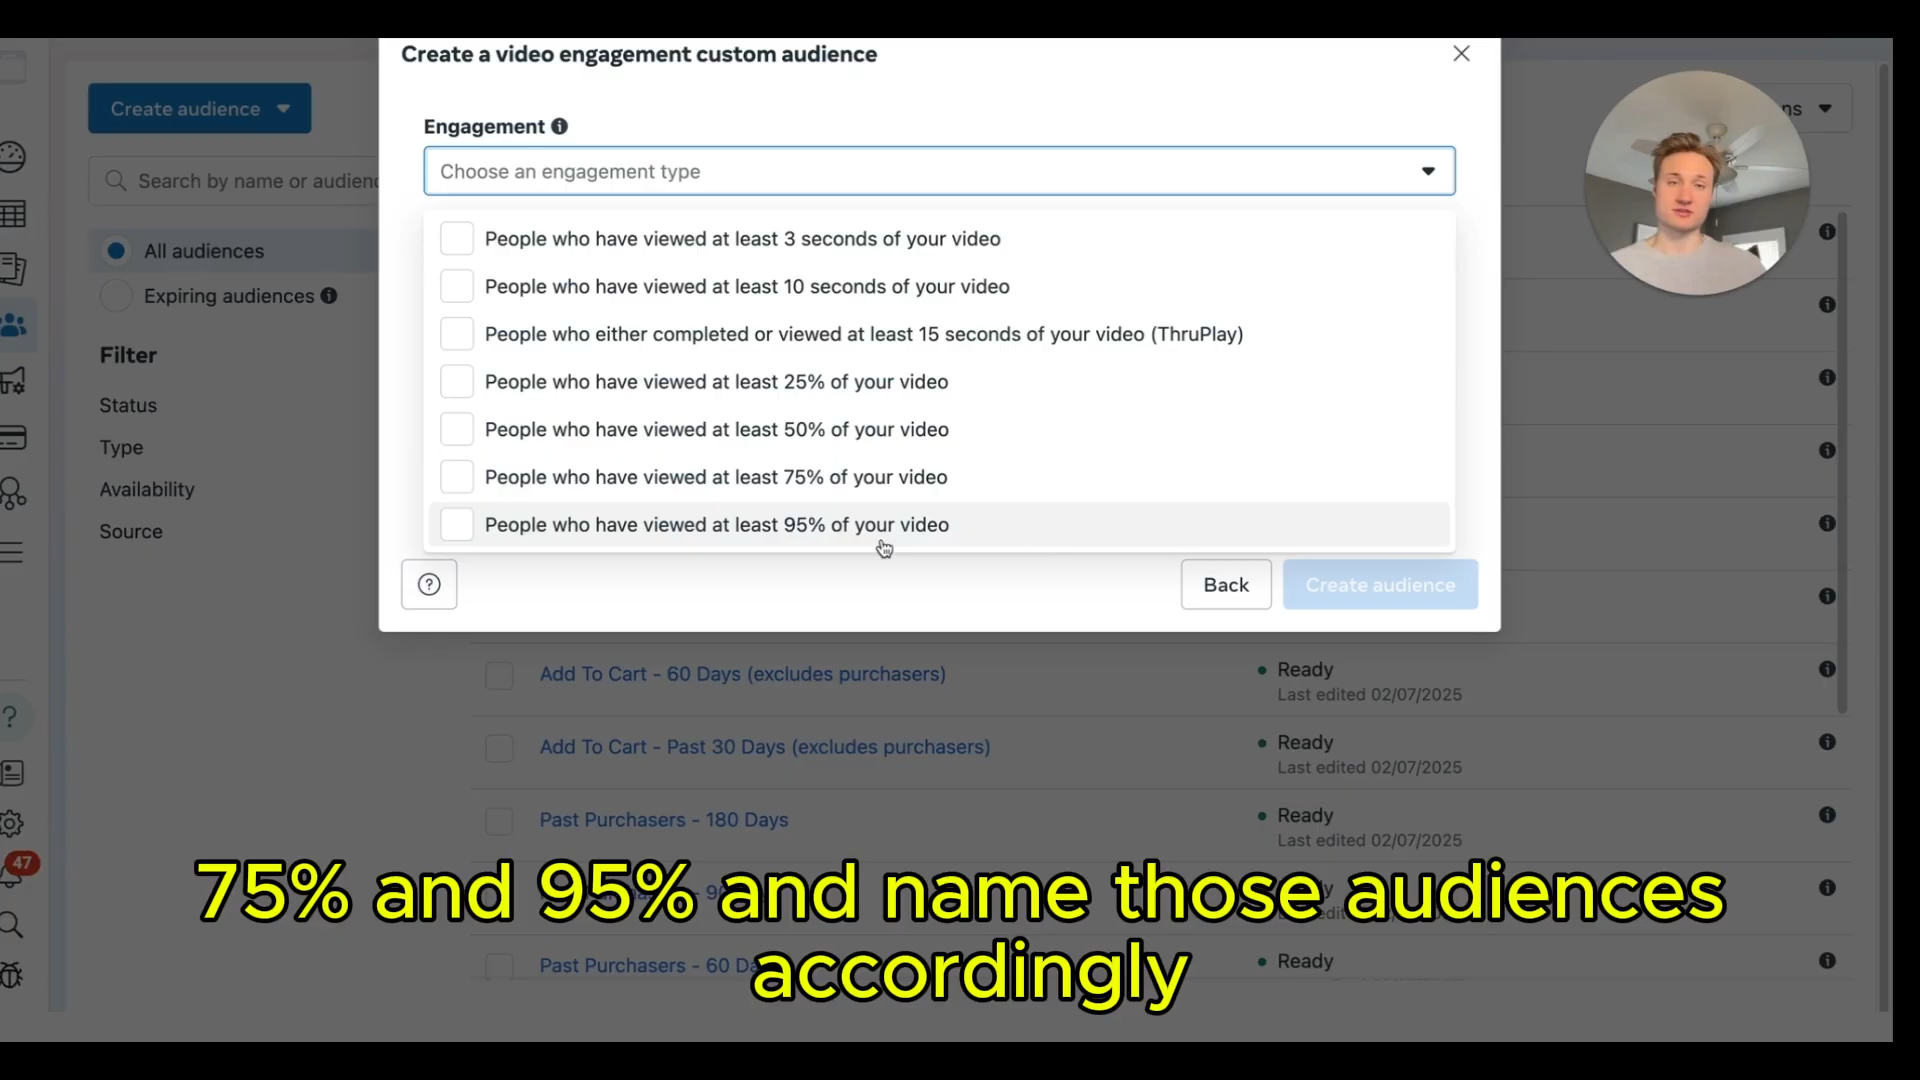 Create a video engagement custom audience
Create audience
ns
Engagement
Search by name or audien
Choose an engagement type
All audiences
People who have viewed at least 3 seconds of your video
Expiring audiences
People who have viewed at least 10 seconds of your video
Filter
People who either completed or viewed at least 15 seconds of your video (ThruPlay)
Status
People who have viewed at least 25% of your video
Type
People who have viewed at least 50% of your video
Availability
People who have viewed at least 75% of your video
Source
People who have viewed at least 95% of your video
Back
Create audience
Add To Cart - 60 Days (excludes purchasers)
Ready
Last edited 02/07/2025
Add To Cart - Past 30 Days (excludes purchasers)
Ready
Last edited 02/07/2025
Past Purchasers - 180 Days
Ready
Last edited 02/07/2025
47
75% and 95% and name those audiences
accordingly
Past Purchasers - 60 Da
Ready